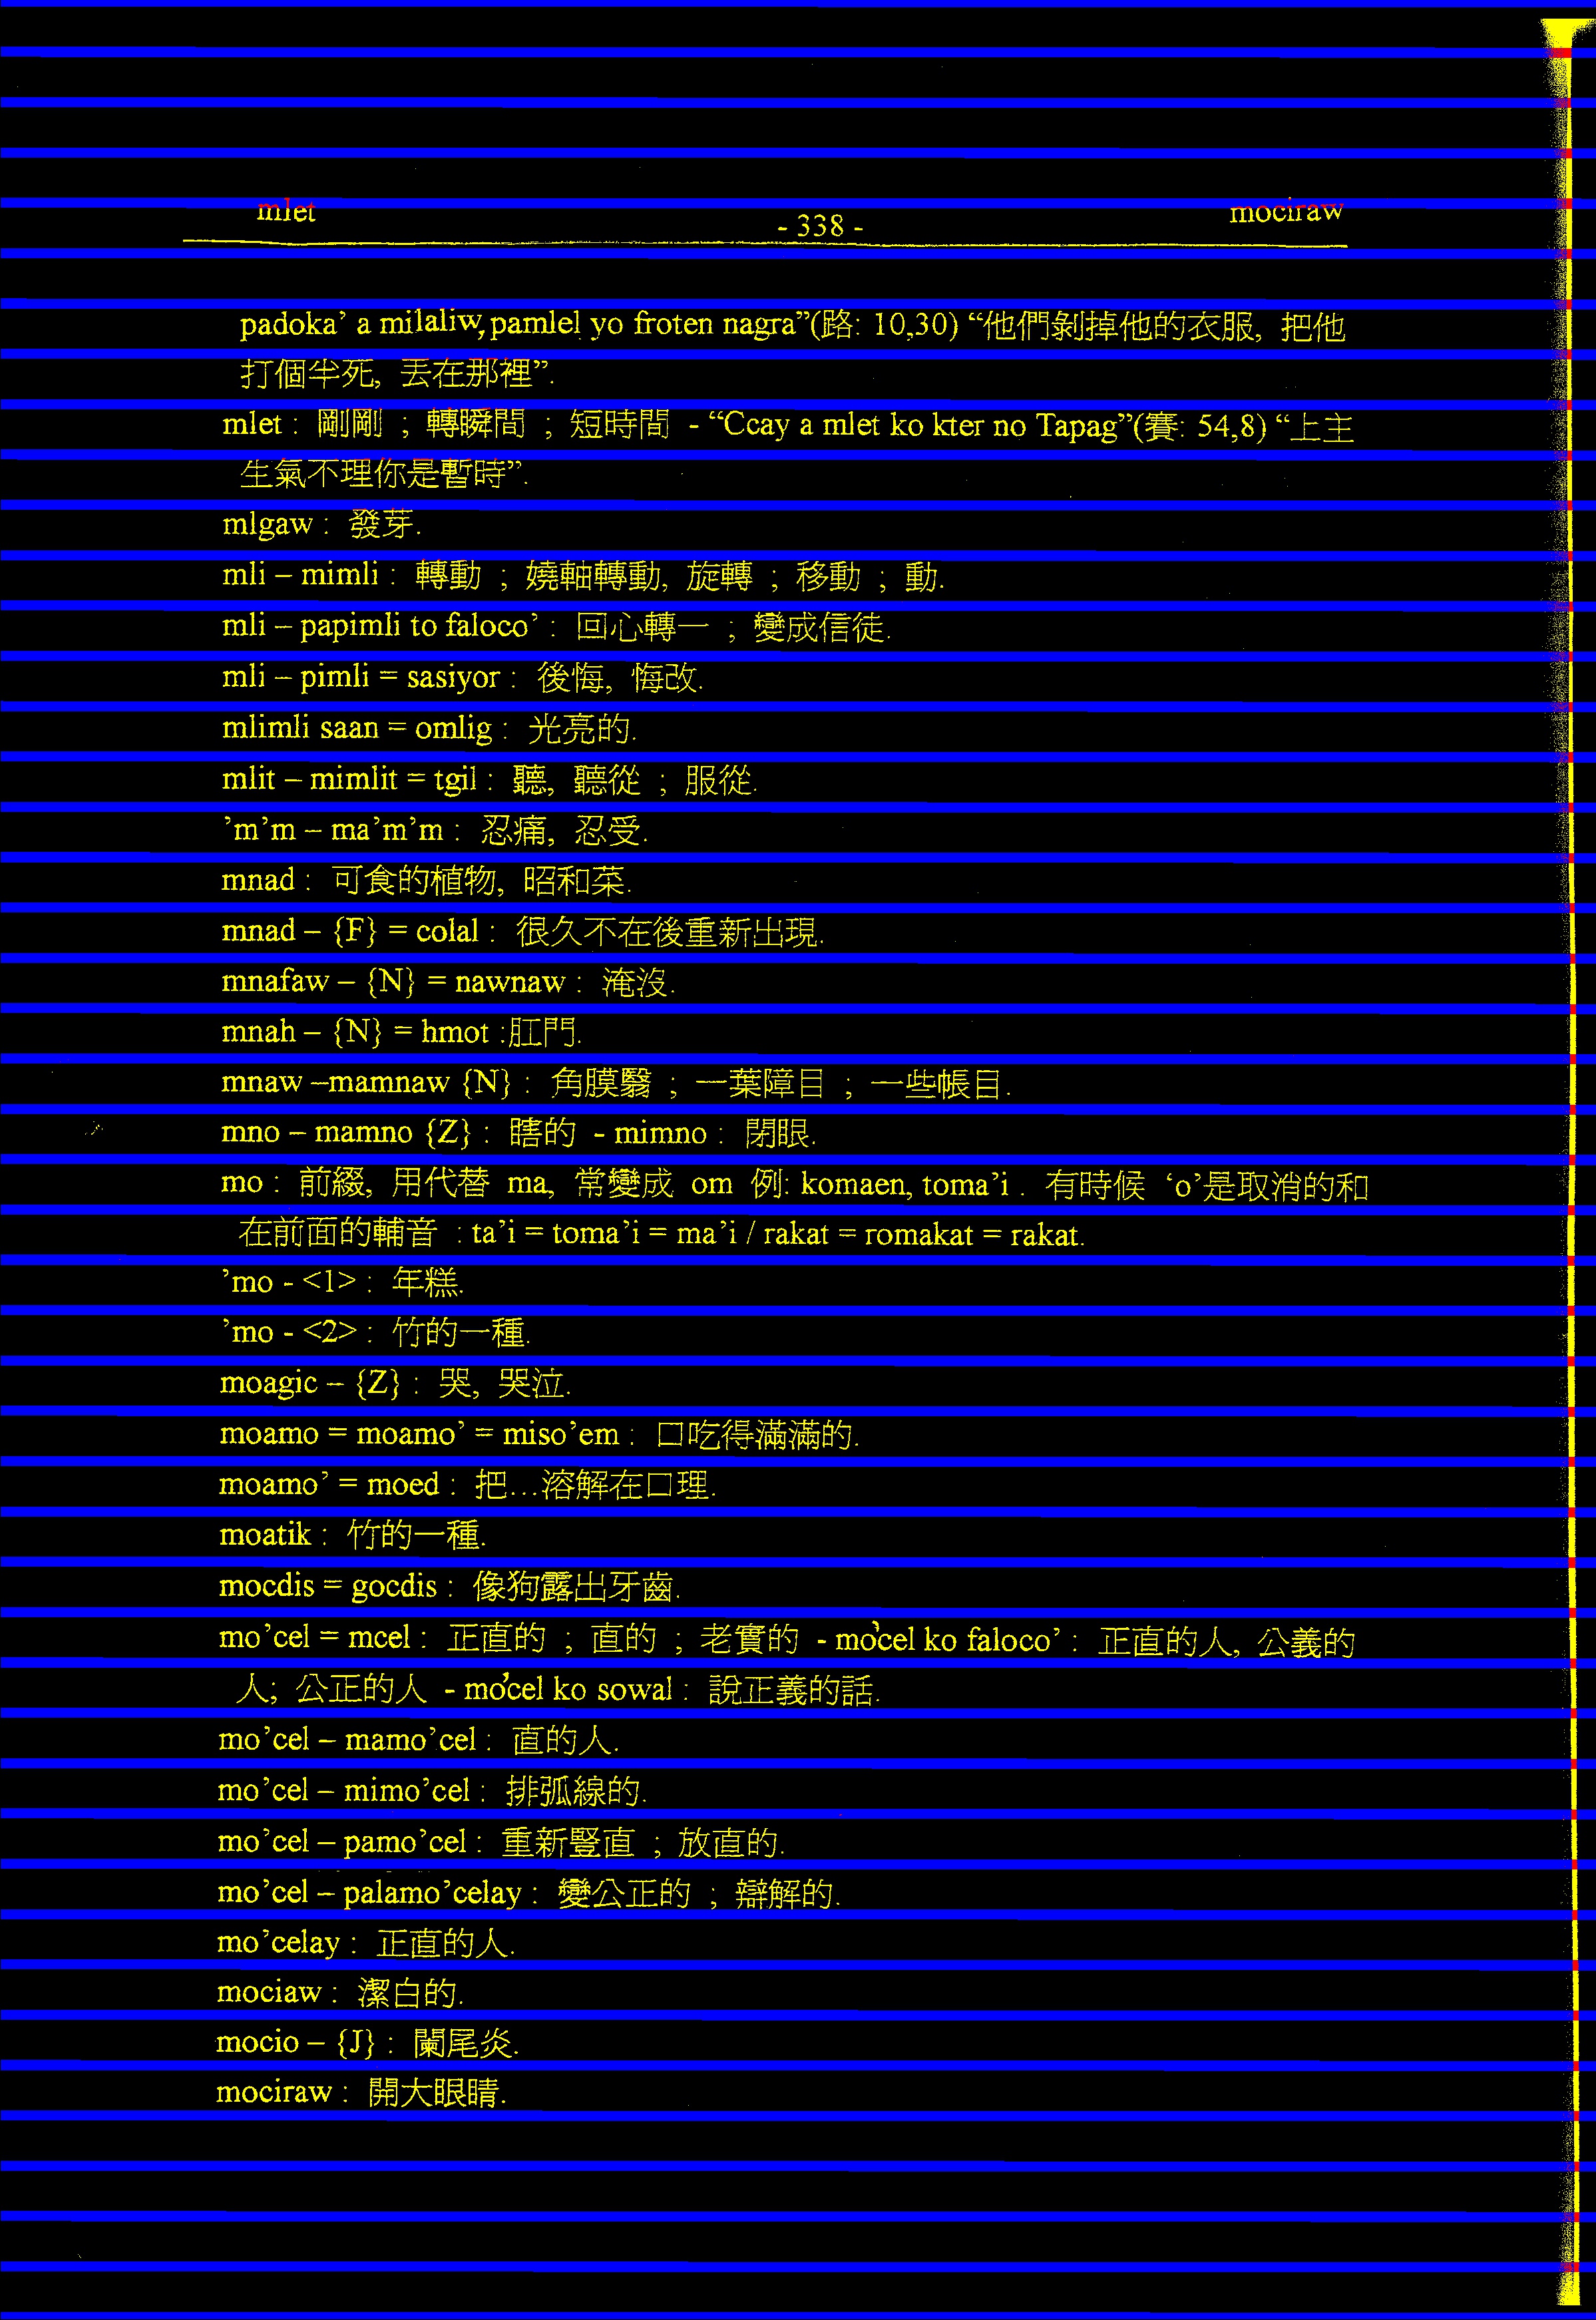 mlet - 338 - mociraw
padoka’ a milaliw, pamlel yo froten nagra”(路: 10,30) “他們剝掉他的衣服, 把他
打個半死, 丟在那裡”.
mlet : 剛剛 ; 轉瞬間 ; 短時間 - “Ccay a mlet ko kter no Tapag”(賽: 54,8) “上主
生氣不理你是暫時”.
mlgaw : 發芽.
mli – mimli : 轉動 ; 嬈軸轉動, 旋轉 ; 移動 ; 動.
mli – papimli to faloco’ : 回心轉一 ; 變成信徒.
mli – pimli = sasiyor : 後悔, 悔改.
mlimli saan = omlig : 光亮的.
mlit – mimlit = tgil : 聽, 聽從 ; 服從.
’m’m – ma’m’m : 忍痛, 忍受.
mnad : 可食的植物, 昭和菜.
mnad – {F} = colal : 很久不在後重新出現.
mnafaw – {N} = nawnaw : 淹沒.
mnah – {N} = hmot :肛門.
mnaw –mamnaw {N} : 角膜翳 ; 一葉障目 ; 一些帳目.
mno – mamno {Z} : 瞎的 - mimno : 閉眼.
mo : 前綴, 用代替 ma, 常變成 om 例: komaen, toma’i . 有時候 ‘o’是取消的和
在前面的輔音 : ta’i = toma’i = ma’i / rakat = romakat = rakat.
’mo - <1> : 年糕.
’mo - <2> : 竹的一種.
moagic – {Z} : 哭, 哭泣.
moamo = moamo’ = miso’em : 口吃得滿滿的.
moamo’ = moed : 把…溶解在口理.
moatik : 竹的一種.
mocdis = gocdis : 像狗露出牙齒.
mo’cel = mcel : 正直的 ; 直的 ; 老實的 - mo’cel ko faloco’ : 正直的人, 公義的
人; 公正的人 - mo’cel ko sowal : 說正義的話.
mo’cel – mamo’cel : 直的人.
mo’cel – mimo’cel : 排弧線的.
mo’cel – pamo’cel : 重新豎直 ; 放直的.
mo’cel – palamo’celay : 變公正的 ; 辯解的.
mo’celay : 正直的人.
mociaw : 潔白的.
mocio – {J} : 闌尾炎.
mociraw : 開大眼睛.